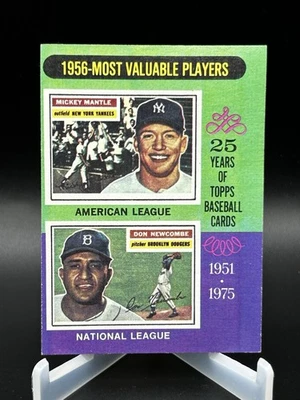 1956-MOST VALUABLE PLAYERS
MICKEY MANTLE
outfield NEW YORK YANKEES
AMERICAN LEAGUE
DON NEWCOMBE
pitcher BROOKLYN DODGERS
B
NATIONAL LEAGUE
25
YEARS
OF
TOPPS
BASEBALL
CARDS
1951
•
1975